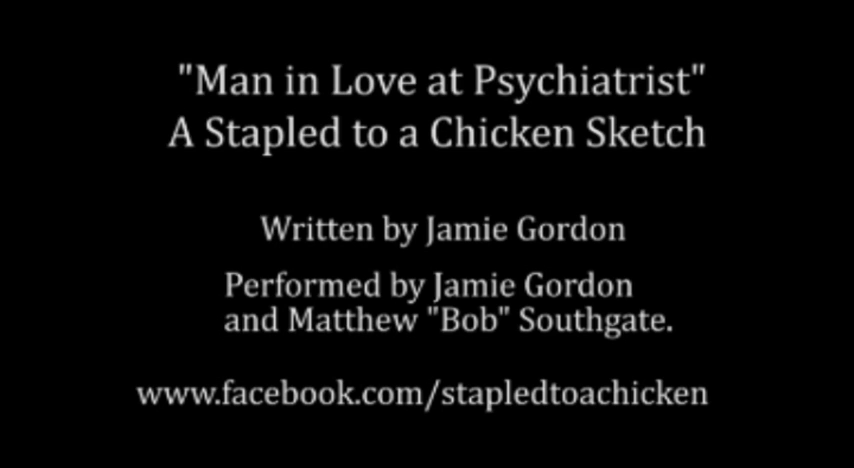 "Man in Love at Psychiatrist"
A Stapled to a Chicken Sketch
Written by Jamie Gordon
Performed by Jamie Gordon
and Matthew "Bob" Southgate.
www.facebook.com/stapledtoachicken